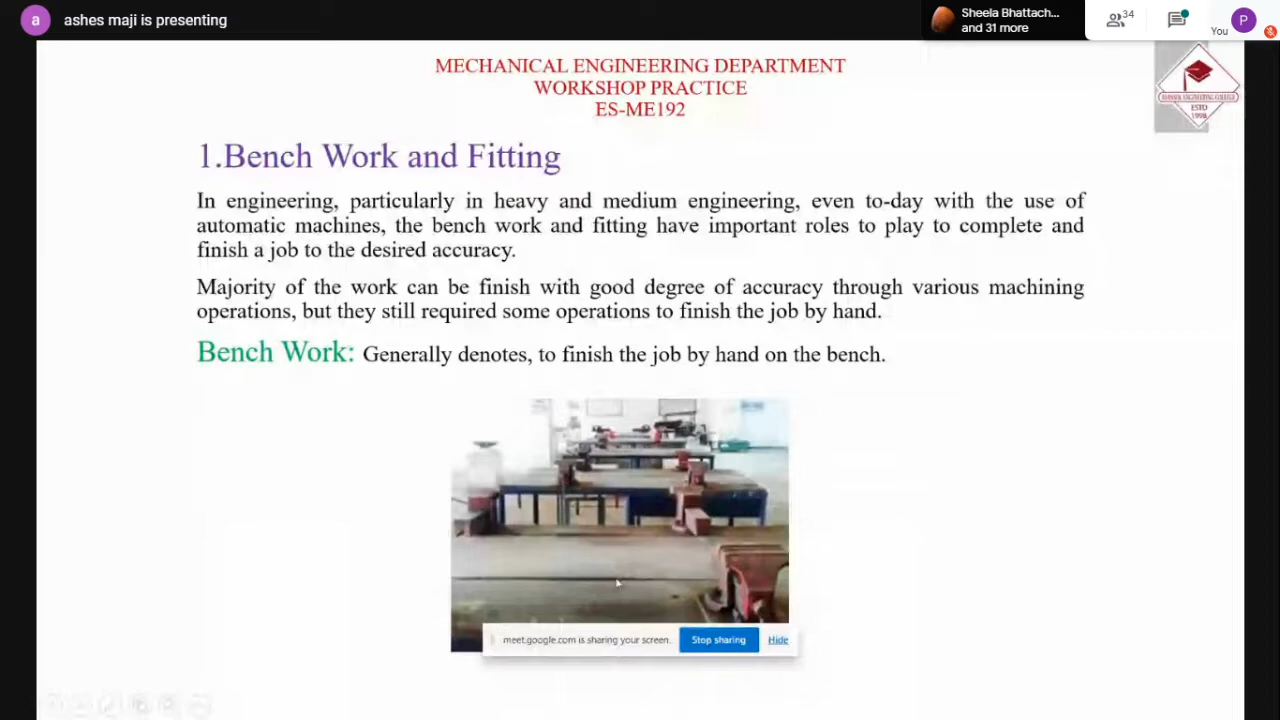 a ashes maji is presenting
Sheela Bhattach...
and 31 more
34
You
P
MECHANICAL ENGINEERING DEPARTMENT
WORKSHOP PRACTICE
ES-ME192
ESTD
1998
1.Bench Work and Fitting
In engineering, particularly in heavy and medium engineering, even to-day with the use of
automatic machines, the bench work and fitting have important roles to play to complete and
finish a job to the desired accuracy.
Majority of the work can be finish with good degree of accuracy through various machining
operations, but they still required some operations to finish the job by hand.
Bench Work: Generally denotes, to finish the job by hand on the bench.
meet.google.com is sharing your screen. Stop sharing Hide